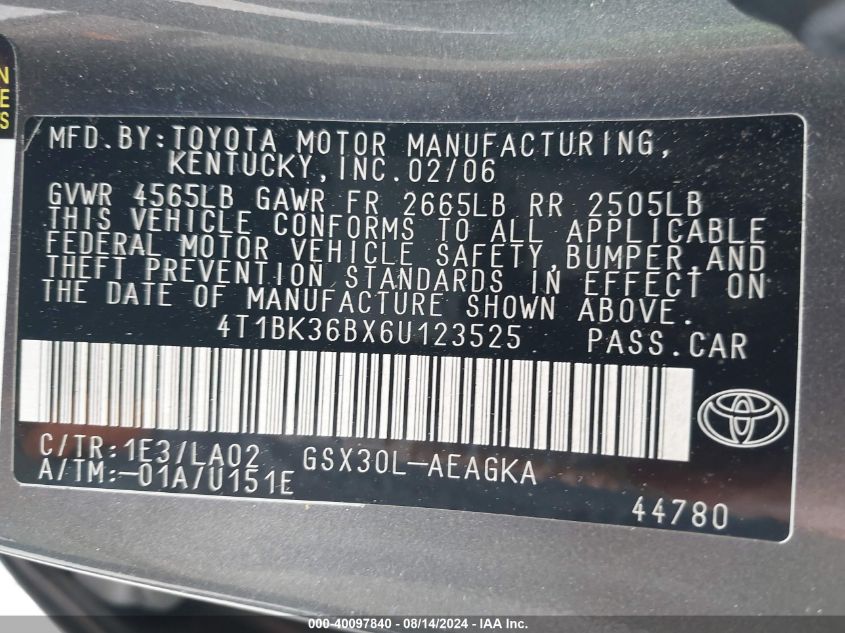 N
E
S
MFD.BY:TOYOTA MOTOR MANUFACTURING,
KENTUCKY,INC.02/06
GVWR 4565LB GAWR FR 2665LB RR 2505LB
THIS VEHICLE CONFORMS TO ALL APPLICABLE
FEDERAL MOTOR VEHICLE SAFETY,BUMPER,AND
THEFT PREVENTION STANDARDS IN EFFECT ON
THE DATE OF MANUFACTURE SHOWN ABOVE.
4T1BK36BX6U123525 PASS.CAR
C/TR:1E3/LA02 GSX30L-AEAGKA
A/TM:-01A/U151E
44780
000-40097840 - 08/14/2024 - IAAI.COM